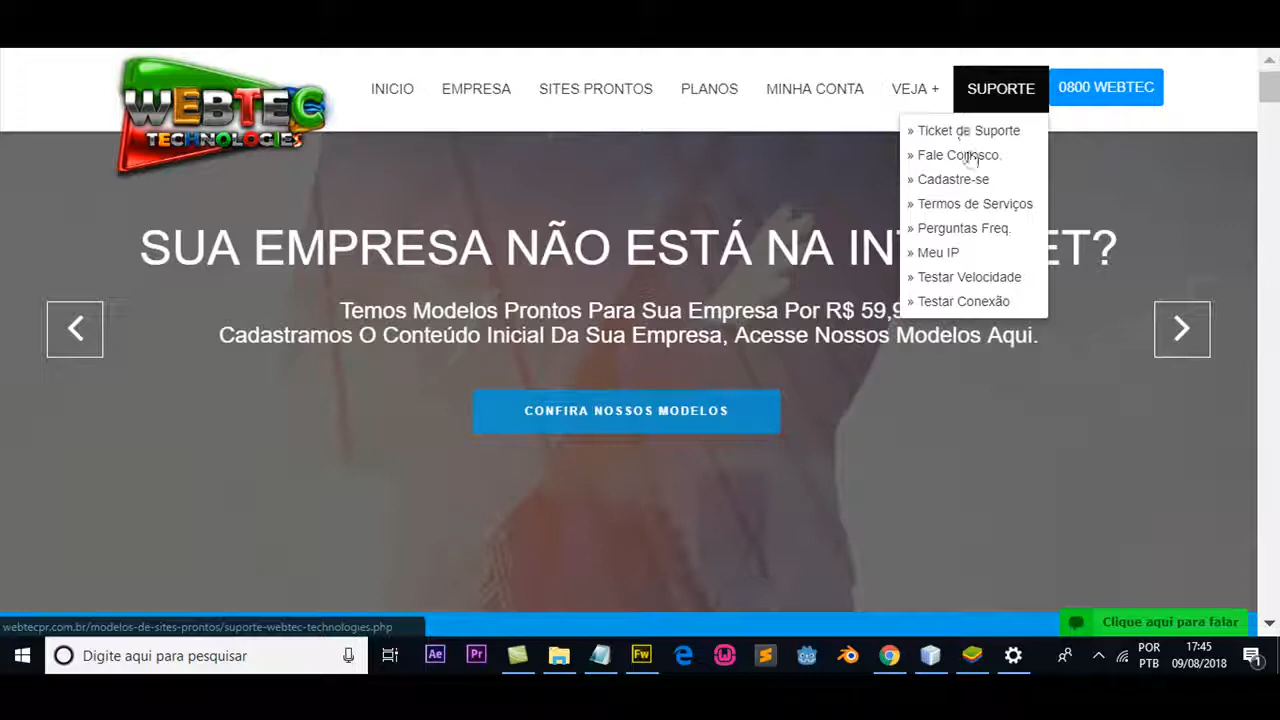 WEBTEC
TECHNOLOGIES
INICIO
EMPRESA
SITES PRONTOS
PLANOS
MINHA CONTA
VEJA +
SUPORTE
0800 WEBTEC
» Ticket de Suporte
» Fale Conosco.
» Cadastre-se
» Termos de Serviços
» Perguntas Freq.
» Meu IP
» Testar Velocidade
» Testar Conexão
SUA EMPRESA NÃO ESTÁ NA IN ET?
Temos Modelos Prontos Para Sua Empresa Por R$ 59,9
Cadastramos O Conteúdo Inicial Da Sua Empresa, Acesse Nossos Modelos Aqui.
CONFIRA NOSSOS MODELOS
Clique aqui para falar
webtecpr.com.br/modelos-de-sites-prontos/suporte-webtec-technologies.php
Digite aqui para pesquisar
Ae
Pr
Fw
POR
PTB
17:45
09/08/2018
1